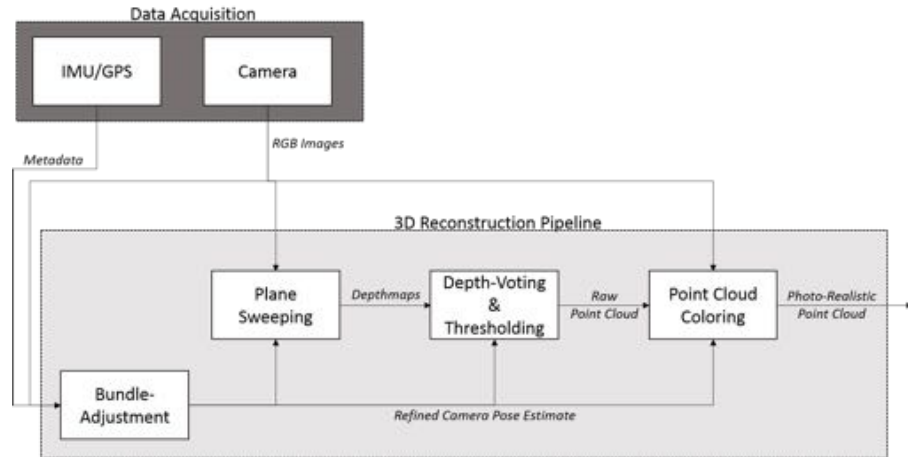 Data Acquisition
IMU/GPS
Camera
RGB Images
Metadata
3D Reconstruction Pipeline
Plane
Sweeping
Depthmaps
Depth-Voting
&
Thresholding
Raw
Point Cloud
Point Cloud
Coloring
Photo-Realistic
Point Cloud
Bundle-
Adjustment
Refined Camera Pose Estimate